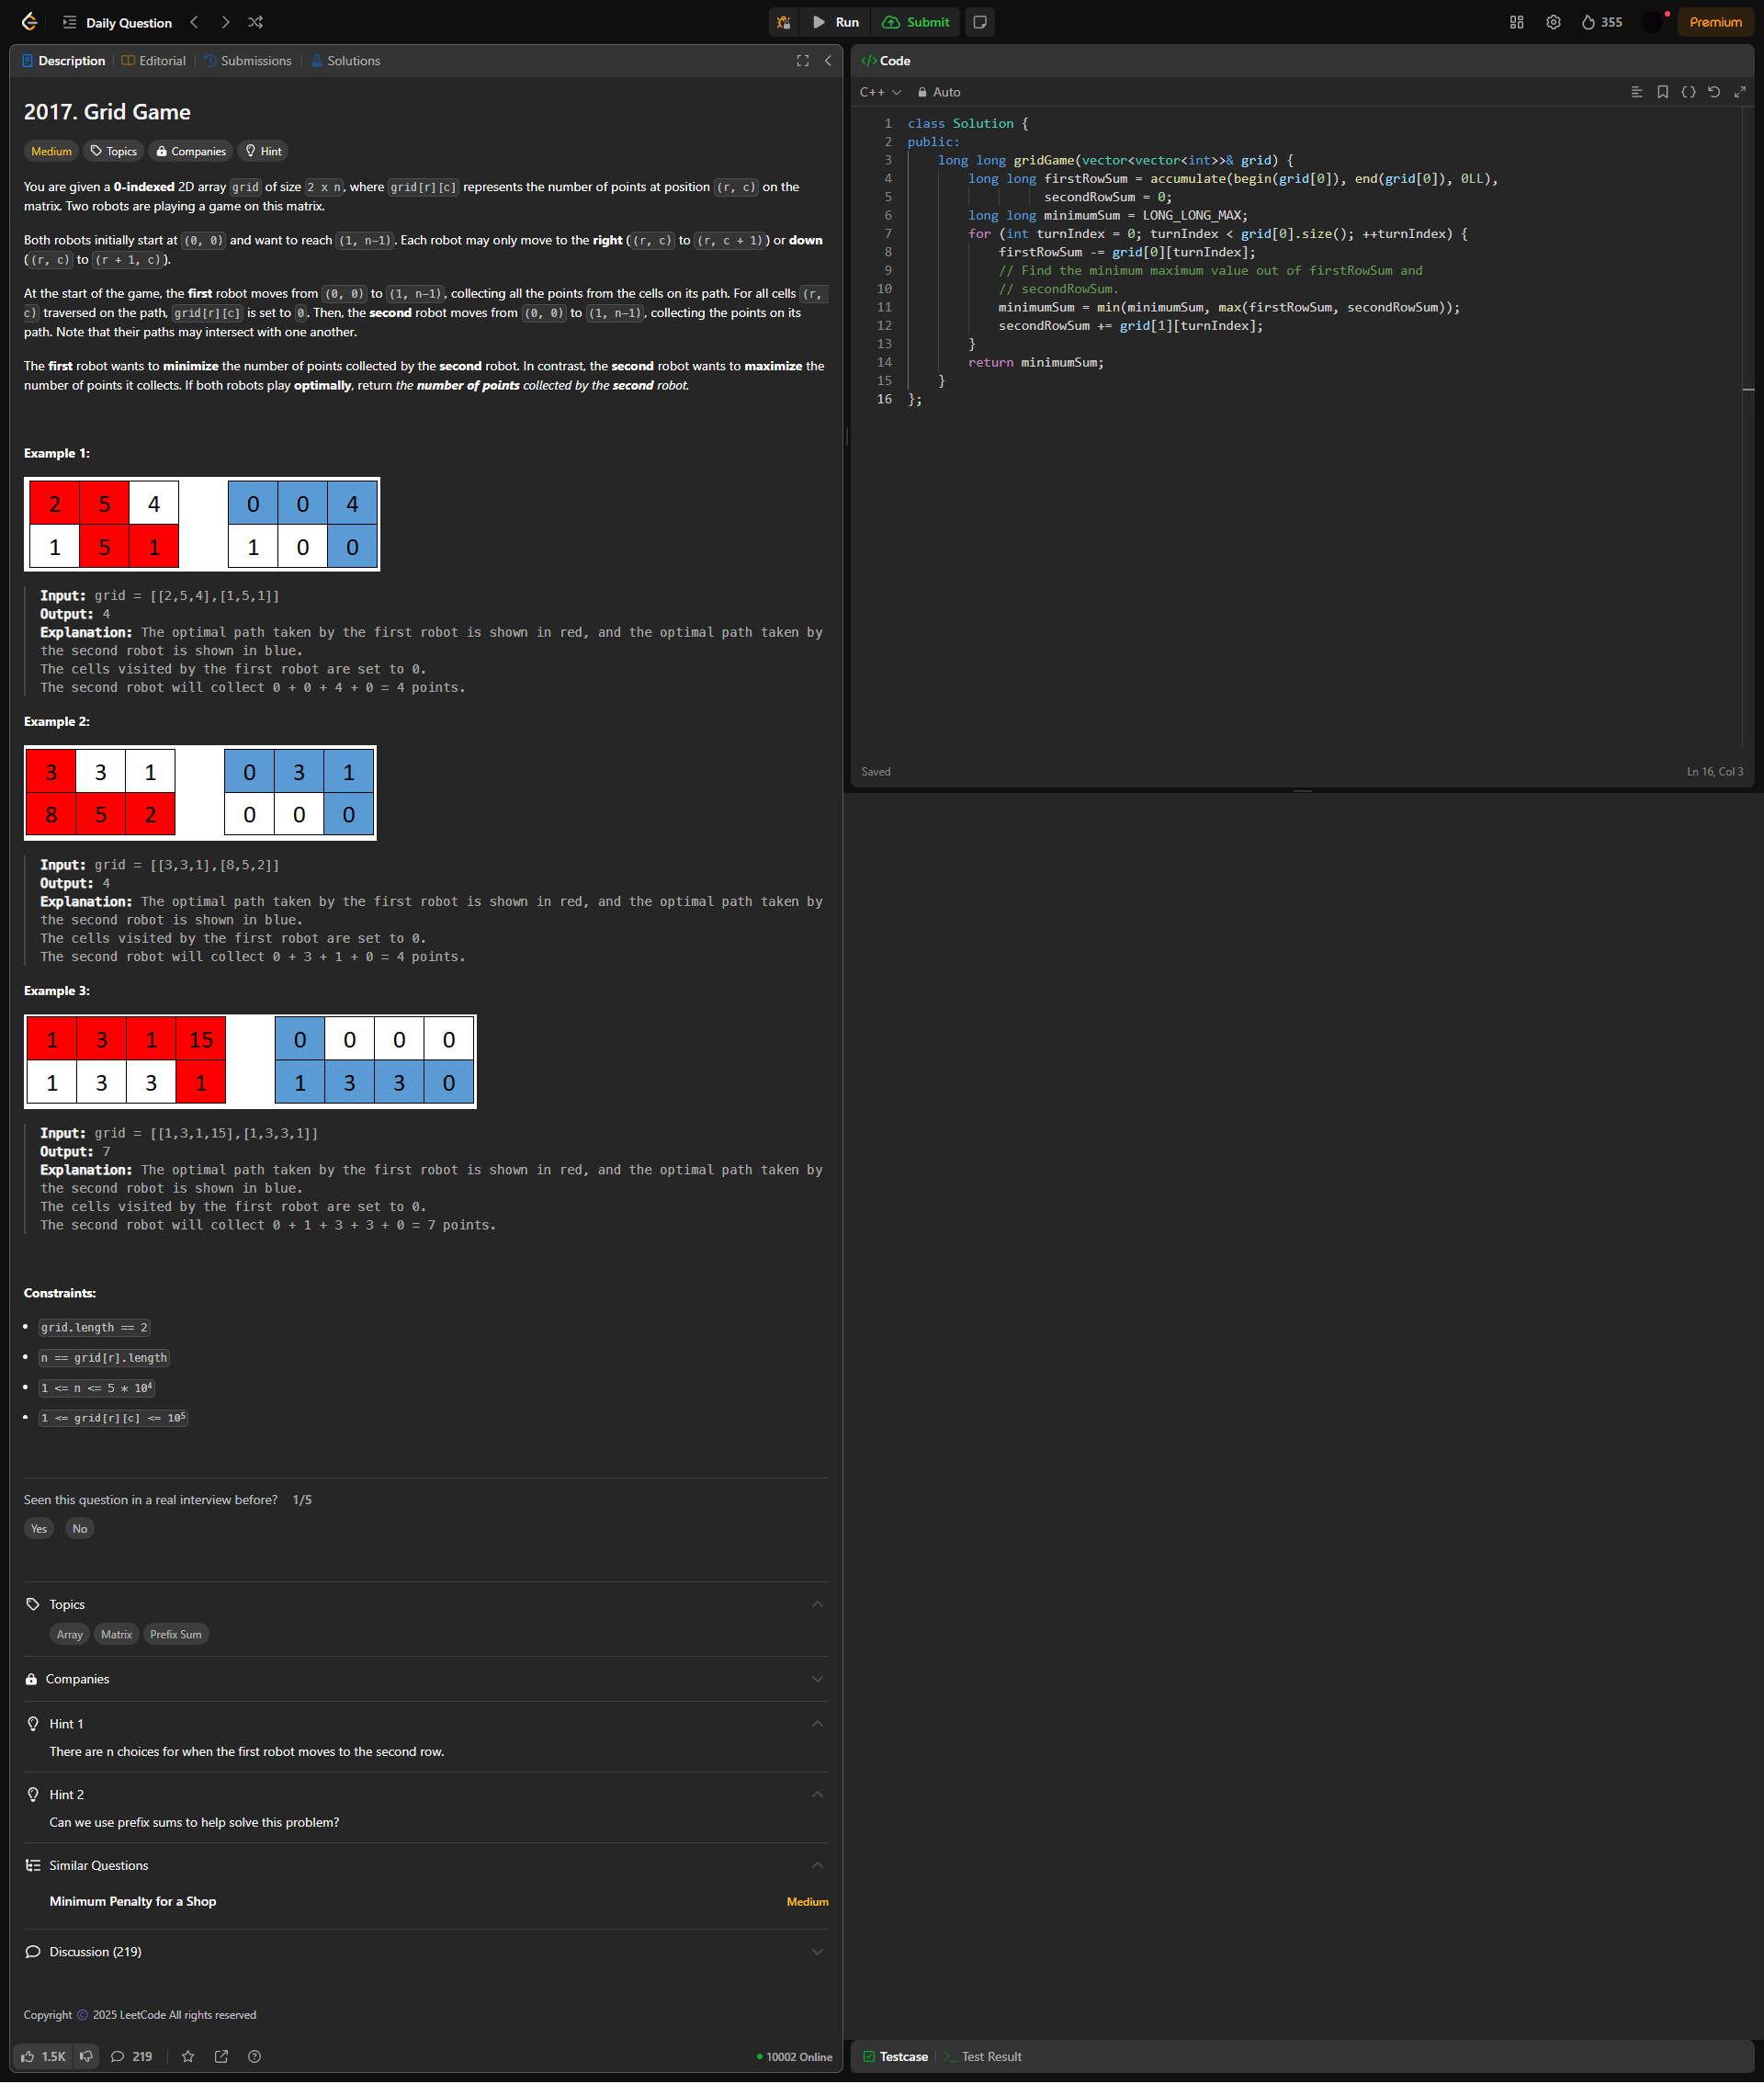 Daily Question
Run
Submit
355
Premium
Description
Editorial
Submissions
Solutions
2017. Grid Game
Medium Topics Companies Hint
You are given a 0-indexed 2D array grid of size 2 x n, where grid[r][c] represents the number of points at position (r, c) on the
matrix. Two robots are playing a game on this matrix.
Both robots initially start at (0, 0) and want to reach (1, n-1). Each robot may only move to the right ((r, c) to (r, c + 1)) or down
((r, c) to (r + 1, c)).
At the start of the game, the first robot moves from (0, 0) to (1, n-1), collecting all the points from the cells on its path. For all cells (r,
c) traversed on the path, grid[r][c] is set to 0. Then, the second robot moves from (0, 0) to (1, n-1), collecting the points on its
path. Note that their paths may intersect with one another.
The first robot wants to minimize the number of points collected by the second robot. In contrast, the second robot wants to maximize the
number of points it collects. If both robots play optimally, return the number of points collected by the second robot.
Example 1:
2 5 4 0 0 4
1 5 1 1 0 0
Input: grid = [[2,5,4],[1,5,1]]
Output: 4
Explanation: The optimal path taken by the first robot is shown in red, and the optimal path taken by
the second robot is shown in blue.
The cells visited by the first robot are set to 0.
The second robot will collect 0 + 0 + 4 + 0 = 4 points.
Example 2:
3 3 1 0 3 1
8 5 2 0 0 0
Input: grid = [[3,3,1],[8,5,2]]
Output: 4
Explanation: The optimal path taken by the first robot is shown in red, and the optimal path taken by
the second robot is shown in blue.
The cells visited by the first robot are set to 0.
The second robot will collect 0 + 3 + 1 + 0 = 4 points.
Example 3:
1 3 1 15 0 0 0 0
1 3 3 1 1 3 3 0
Input: grid = [[1,3,1,15],[1,3,3,1]]
Output: 7
Explanation: The optimal path taken by the first robot is shown in red, and the optimal path taken by
the second robot is shown in blue.
The cells visited by the first robot are set to 0.
The second robot will collect 0 + 1 + 3 + 3 + 0 = 7 points.
Constraints:
• grid.length == 2
• n == grid[r].length
• 1 <= n <= 5 * 10⁴
• 1 <= grid[r][c] <= 10⁵
Seen this question in a real interview before? 1/5
Yes No
Topics
Array Matrix Prefix Sum
Companies
Hint 1
There are n choices for when the first robot moves to the second row.
Hint 2
Can we use prefix sums to help solve this problem?
Similar Questions
Minimum Penalty for a Shop Medium
Discussion (219)
Copyright © 2025 LeetCode All rights reserved
1.5K 219 10002 Online
</> Code
C++ Auto
1 class Solution {
2 public:
3     long long gridGame(vector<vector<int>>& grid) {
4         long long firstRowSum = accumulate(begin(grid[0]), end(grid[0]), 0LL),
5                   secondRowSum = 0;
6         long long minimumSum = LONG_LONG_MAX;
7         for (int turnIndex = 0; turnIndex < grid[0].size(); ++turnIndex) {
8             firstRowSum -= grid[0][turnIndex];
9             // Find the minimum maximum value out of firstRowSum and
10             // secondRowSum.
11             minimumSum = min(minimumSum, max(firstRowSum, secondRowSum));
12             secondRowSum += grid[1][turnIndex];
13         }
14         return minimumSum;
15     }
16 };
Saved Ln 16, Col 3
Testcase >_ Test Result